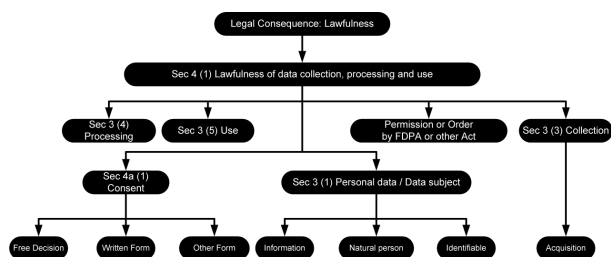 Legal Consequence: Lawfulness
Sec 4 (1) Lawfulness of data collection, processing and use
Sec 3 (4)
Processing
Sec 3 (5) Use
Permission or Order
by FDPA or other Act
Sec 3 (3) Collection
Sec 4a (1)
Consent
Sec 3 (1) Personal data / Data subject
Free Decision
Written Form
Other Form
Information
Natural person
Identifiable
Acquisition